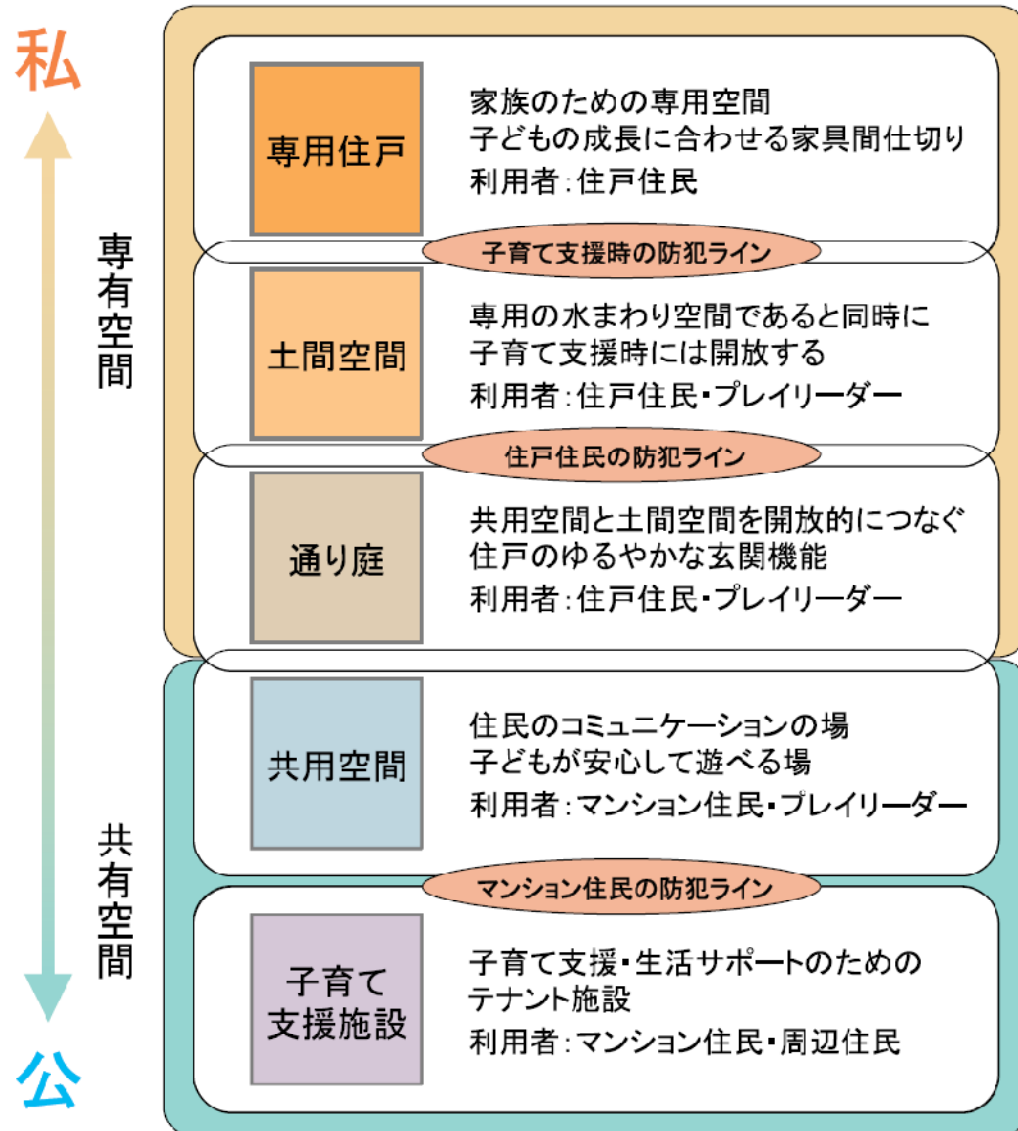 私
専有空間
専用住戸
家族のための専用空間
子どもの成長に合わせる家具間仕切り
利用者：住戸住民
子育て支援時の防犯ライン
土間空間
専用の水まわり空間であると同時に
子育て支援時には開放する
利用者：住戸住民・プレイリーダー
住戸住民の防犯ライン
通り庭
共用空間と土間空間を開放的につなぐ
住戸のゆるやかな玄関機能
利用者：住戸住民・プレイリーダー
共有空間
共用空間
住民のコミュニケーションの場
子どもが安心して遊べる場
利用者：マンション住民・プレイリーダー
マンション住民の防犯ライン
子育て
支援施設
子育て支援・生活サポートのための
テナント施設
利用者：マンション住民・周辺住民
公